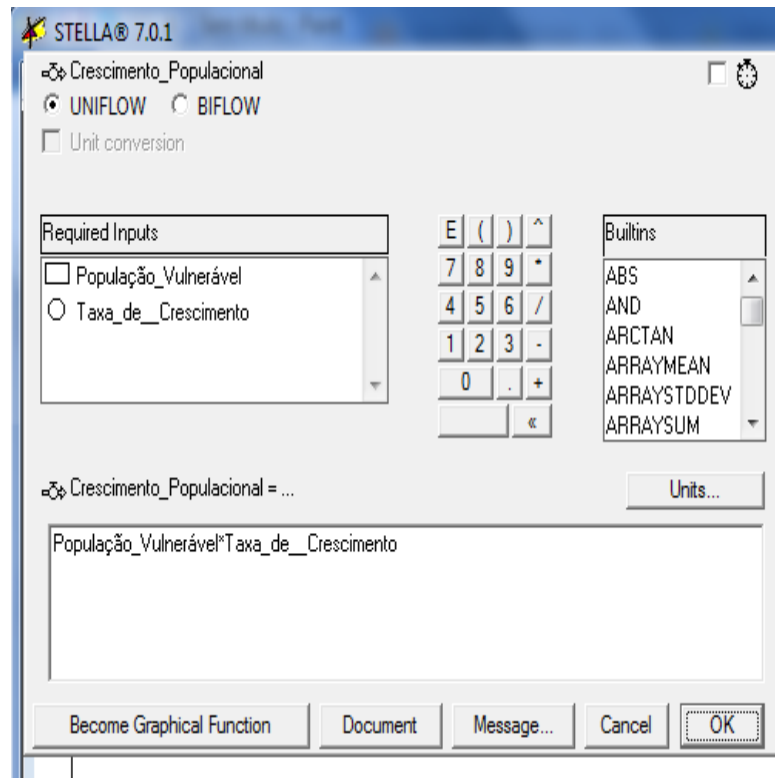 STELLA® 7.0.1
Crescimento_Populacional
UNIFLOW BIFLOW
Unit conversion
Required Inputs
População_Vulnerável
Taxa_de__Crescimento
E ( ) ^
7 8 9 *
4 5 6 /
1 2 3 -
0 . +
«
Builtins
ABS
AND
ARCTAN
ARRAYMEAN
ARRAYSTDDEV
ARRAYSUM
Crescimento_Populacional = ...
Units...
População_Vulnerável*Taxa_de__Crescimento
Become Graphical Function Document Message... Cancel OK